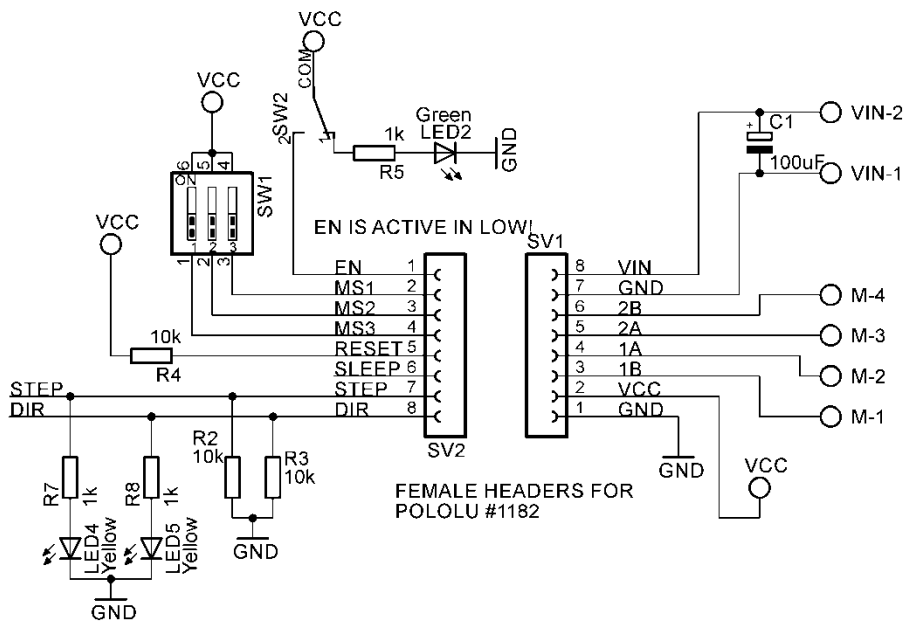 VCC
COM
SW2
2
1
1k
R5
Green
LED2
GND
VCC
6 5 4
ON
1 2 3
SW1
1 2 3
VCC
10k
R4
EN IS ACTIVE IN LOW!
EN 1
MS1 2
MS2 3
MS3 4
RESET 5
SLEEP 6
STEP 7
DIR 8
SV2
STEP
DIR
R7
1k
R8
1k
LED4
Yellow
LED5
Yellow
GND
R2
10k
R3
10k
GND
SV1
8 VIN
7 GND
6 2B
5 2A
4 1A
3 1B
2 VCC
1 GND
GND
VCC
+
C1
100uF
VIN-2
VIN-1
M-4
M-3
M-2
M-1
FEMALE HEADERS FOR
POLOLU #1182